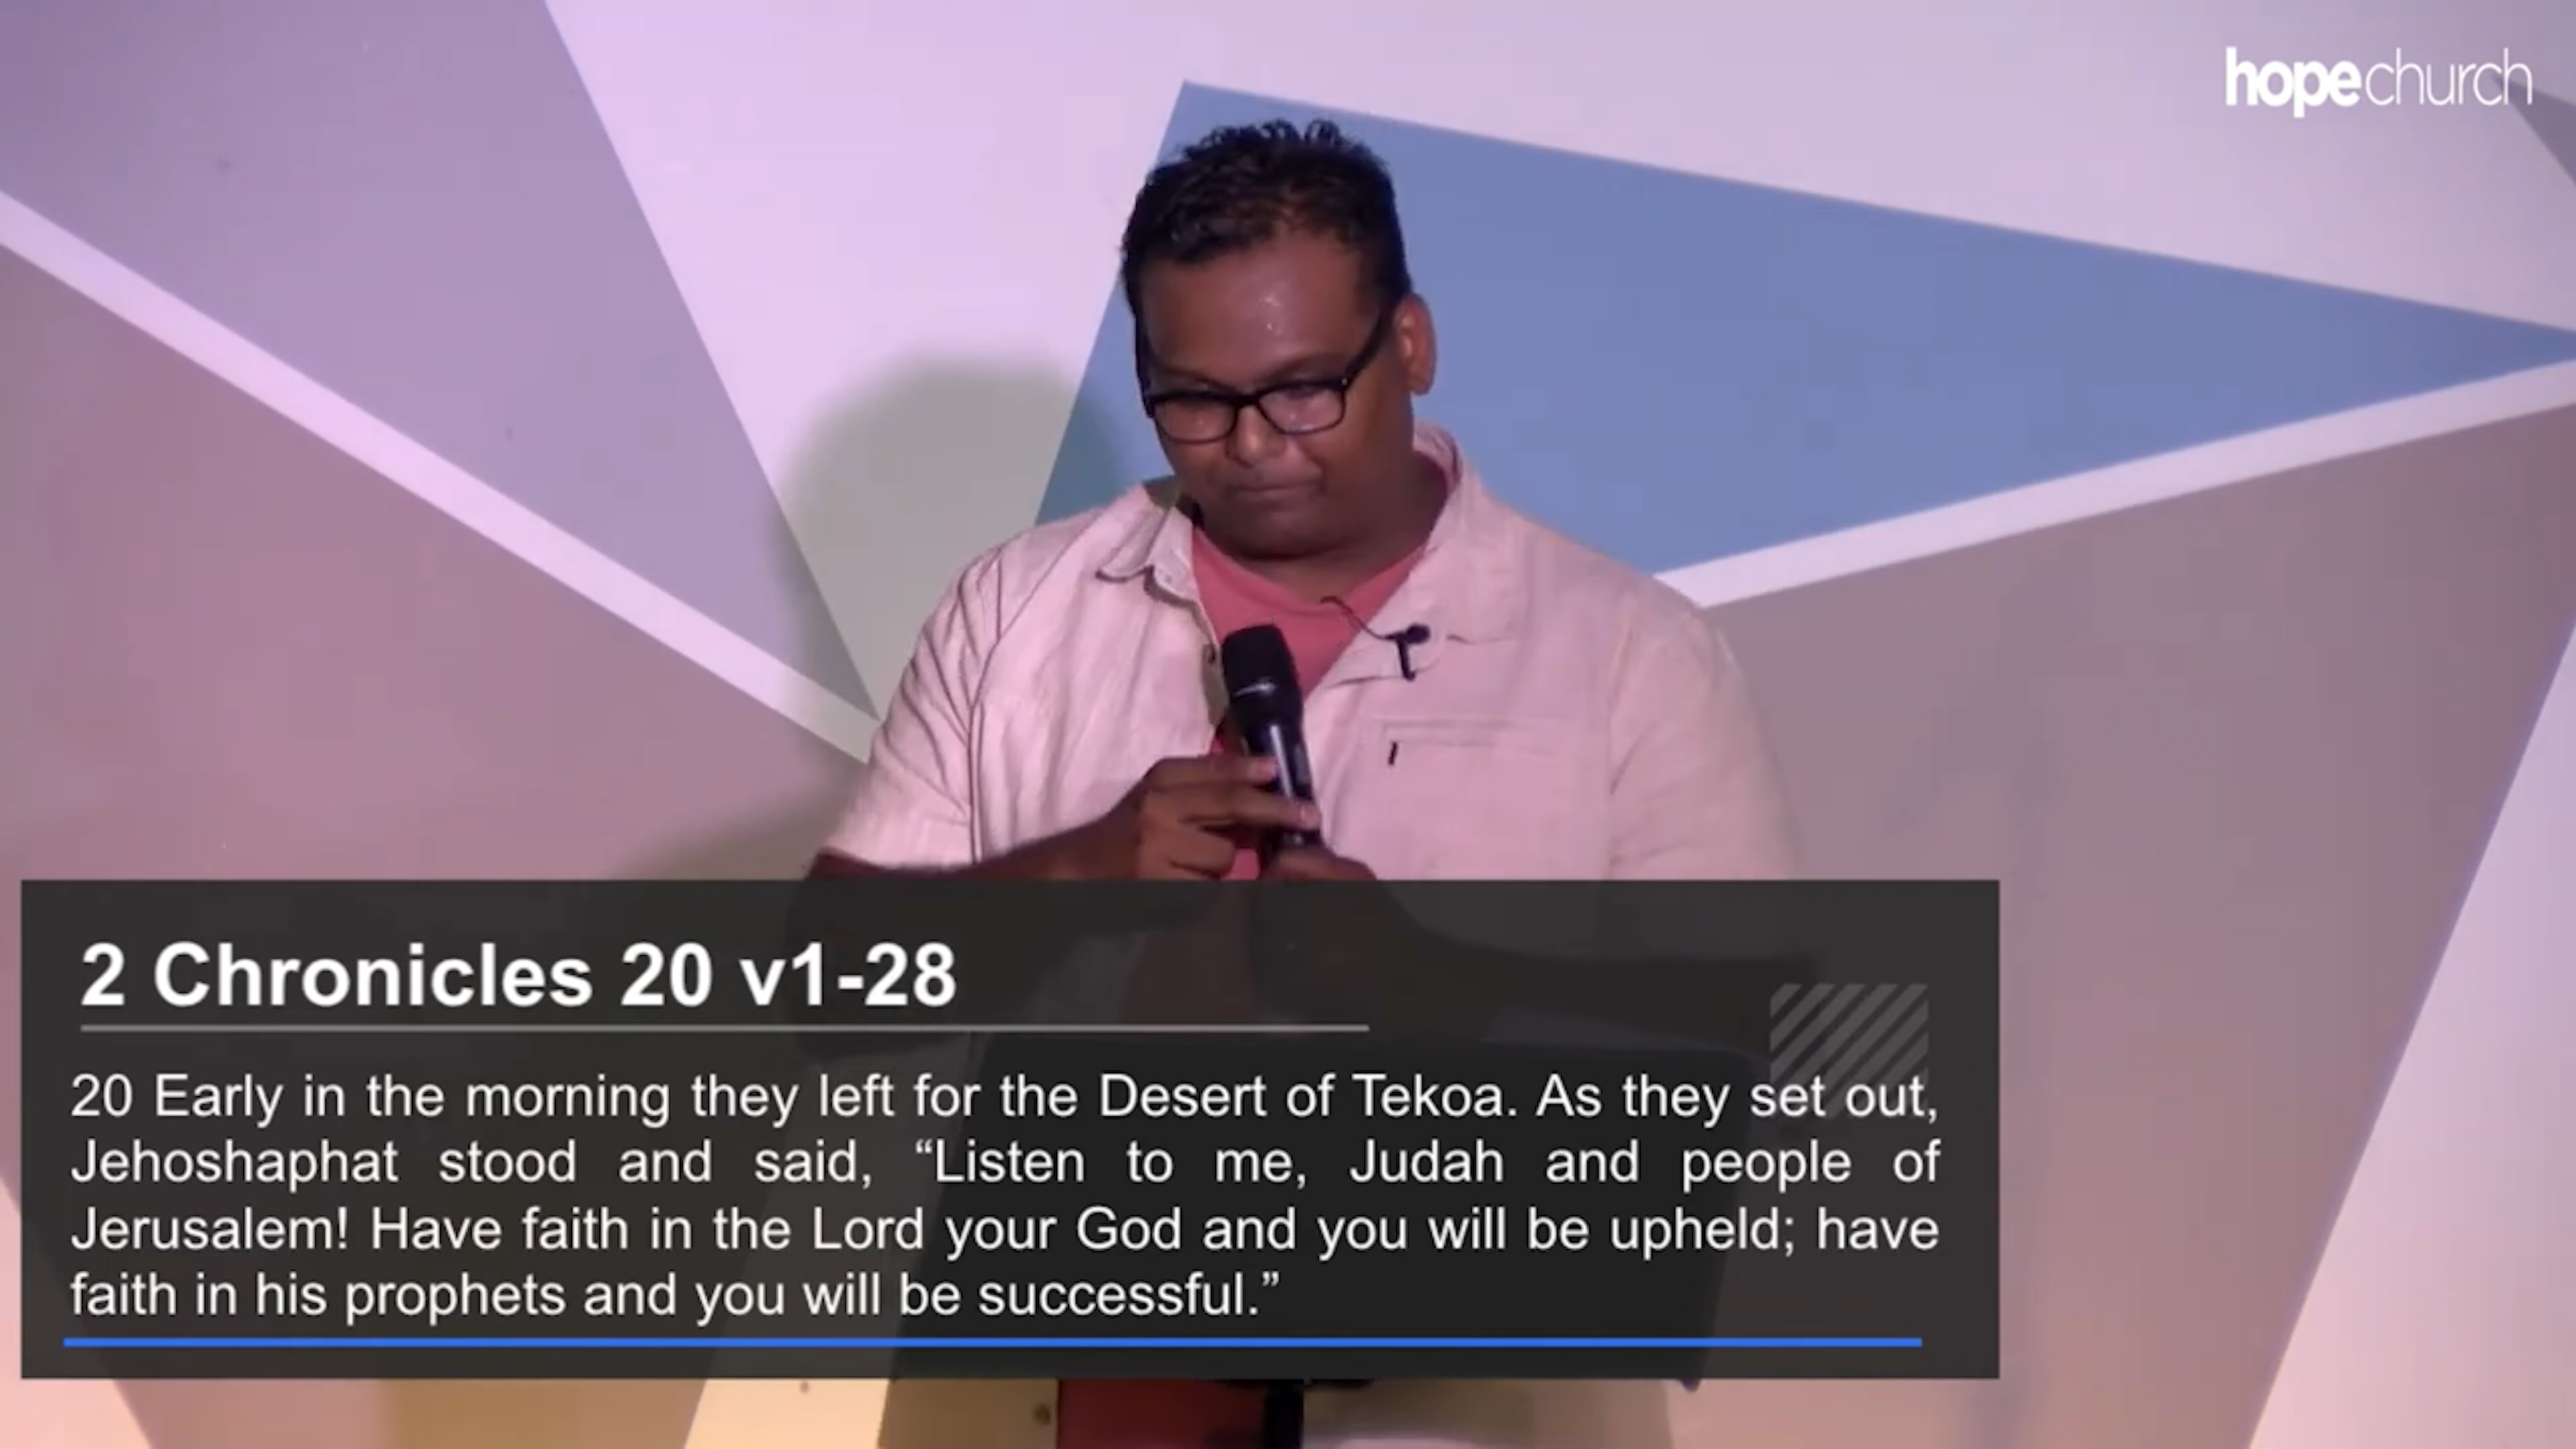 hopechurch
2 Chronicles 20 v1-28
20 Early in the morning they left for the Desert of Tekoa. As they set out,
Jehoshaphat stood and said, “Listen to me, Judah and people of
Jerusalem! Have faith in the Lord your God and you will be upheld; have
faith in his prophets and you will be successful.”